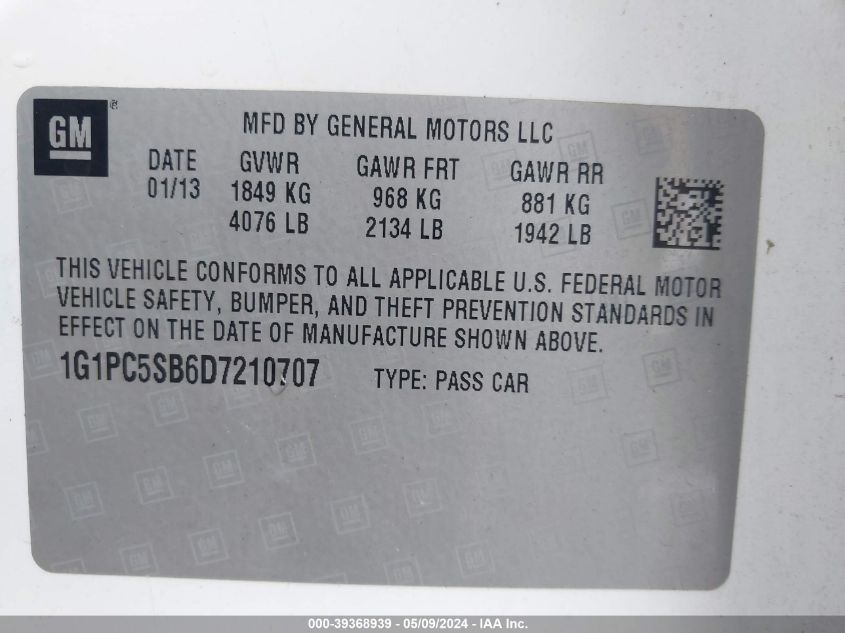 GM ®
MFD BY GENERAL MOTORS LLC
DATE GVWR GAWR FRT GAWR RR
01/13 1849 KG 968 KG 881 KG
4076 LB 2134 LB 1942 LB
THIS VEHICLE CONFORMS TO ALL APPLICABLE U.S. FEDERAL MOTOR
VEHICLE SAFETY, BUMPER, AND THEFT PREVENTION STANDARDS IN
EFFECT ON THE DATE OF MANUFACTURE SHOWN ABOVE.
1G1PC5SB6D7210707 TYPE: PASS CAR
000-39368939 - 05/09/2024 - IAA Inc.